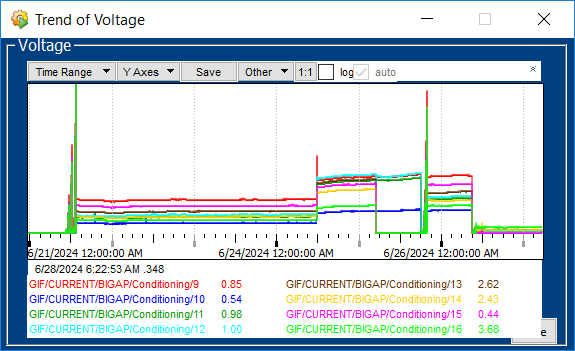 Trend of Voltage
Voltage
Time Range Y Axes Save Other 1:1 log auto
6/21/2024 12:00:00 AM 6/24/2024 12:00:00 AM 6/26/2024 12:00:00 AM
6/28/2024 6:22:53 AM .348
GIF/CURRENT/BIGAP/Conditioning/9 0.85 GIF/CURRENT/BIGAP/Conditioning/13 2.62
GIF/CURRENT/BIGAP/Conditioning/10 0.54 GIF/CURRENT/BIGAP/Conditioning/14 2.43
GIF/CURRENT/BIGAP/Conditioning/11 0.98 GIF/CURRENT/BIGAP/Conditioning/15 0.44
GIF/CURRENT/BIGAP/Conditioning/12 1.00 GIF/CURRENT/BIGAP/Conditioning/16 3.68